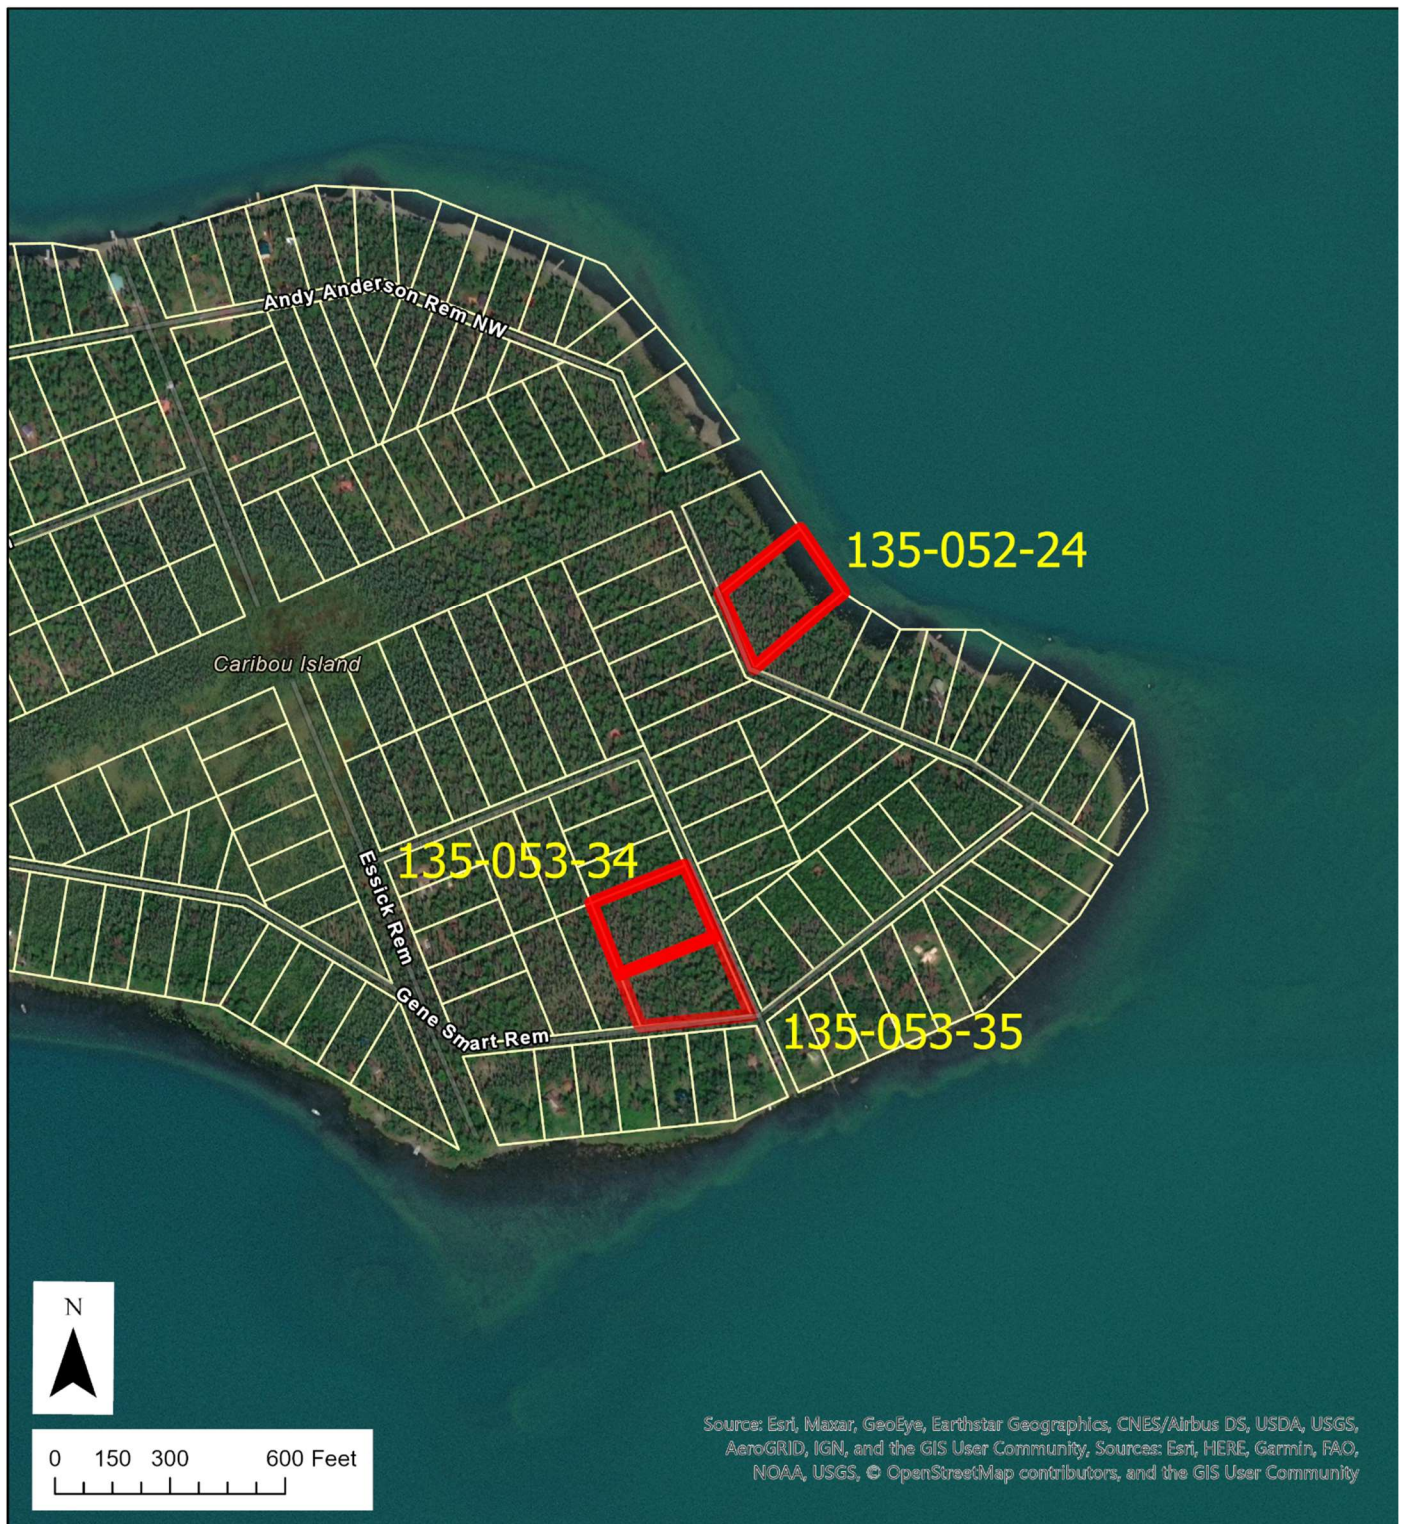 Andy Anderson Rem NW
135-052-24
Caribou Island
135-053-34
Essick Rem
Gene Smart Rem
135-053-35
N
0 150 300 600 Feet
Source: Esri, Maxar, GeoEye, Earthstar Geographics, CNES/Airbus DS, USDA, USGS,
AeroGRID, IGN, and the GIS User Community, Sources: Esri, HERE, Garmin, FAO,
NOAA, USGS, © OpenStreetMap contributors, and the GIS User Community